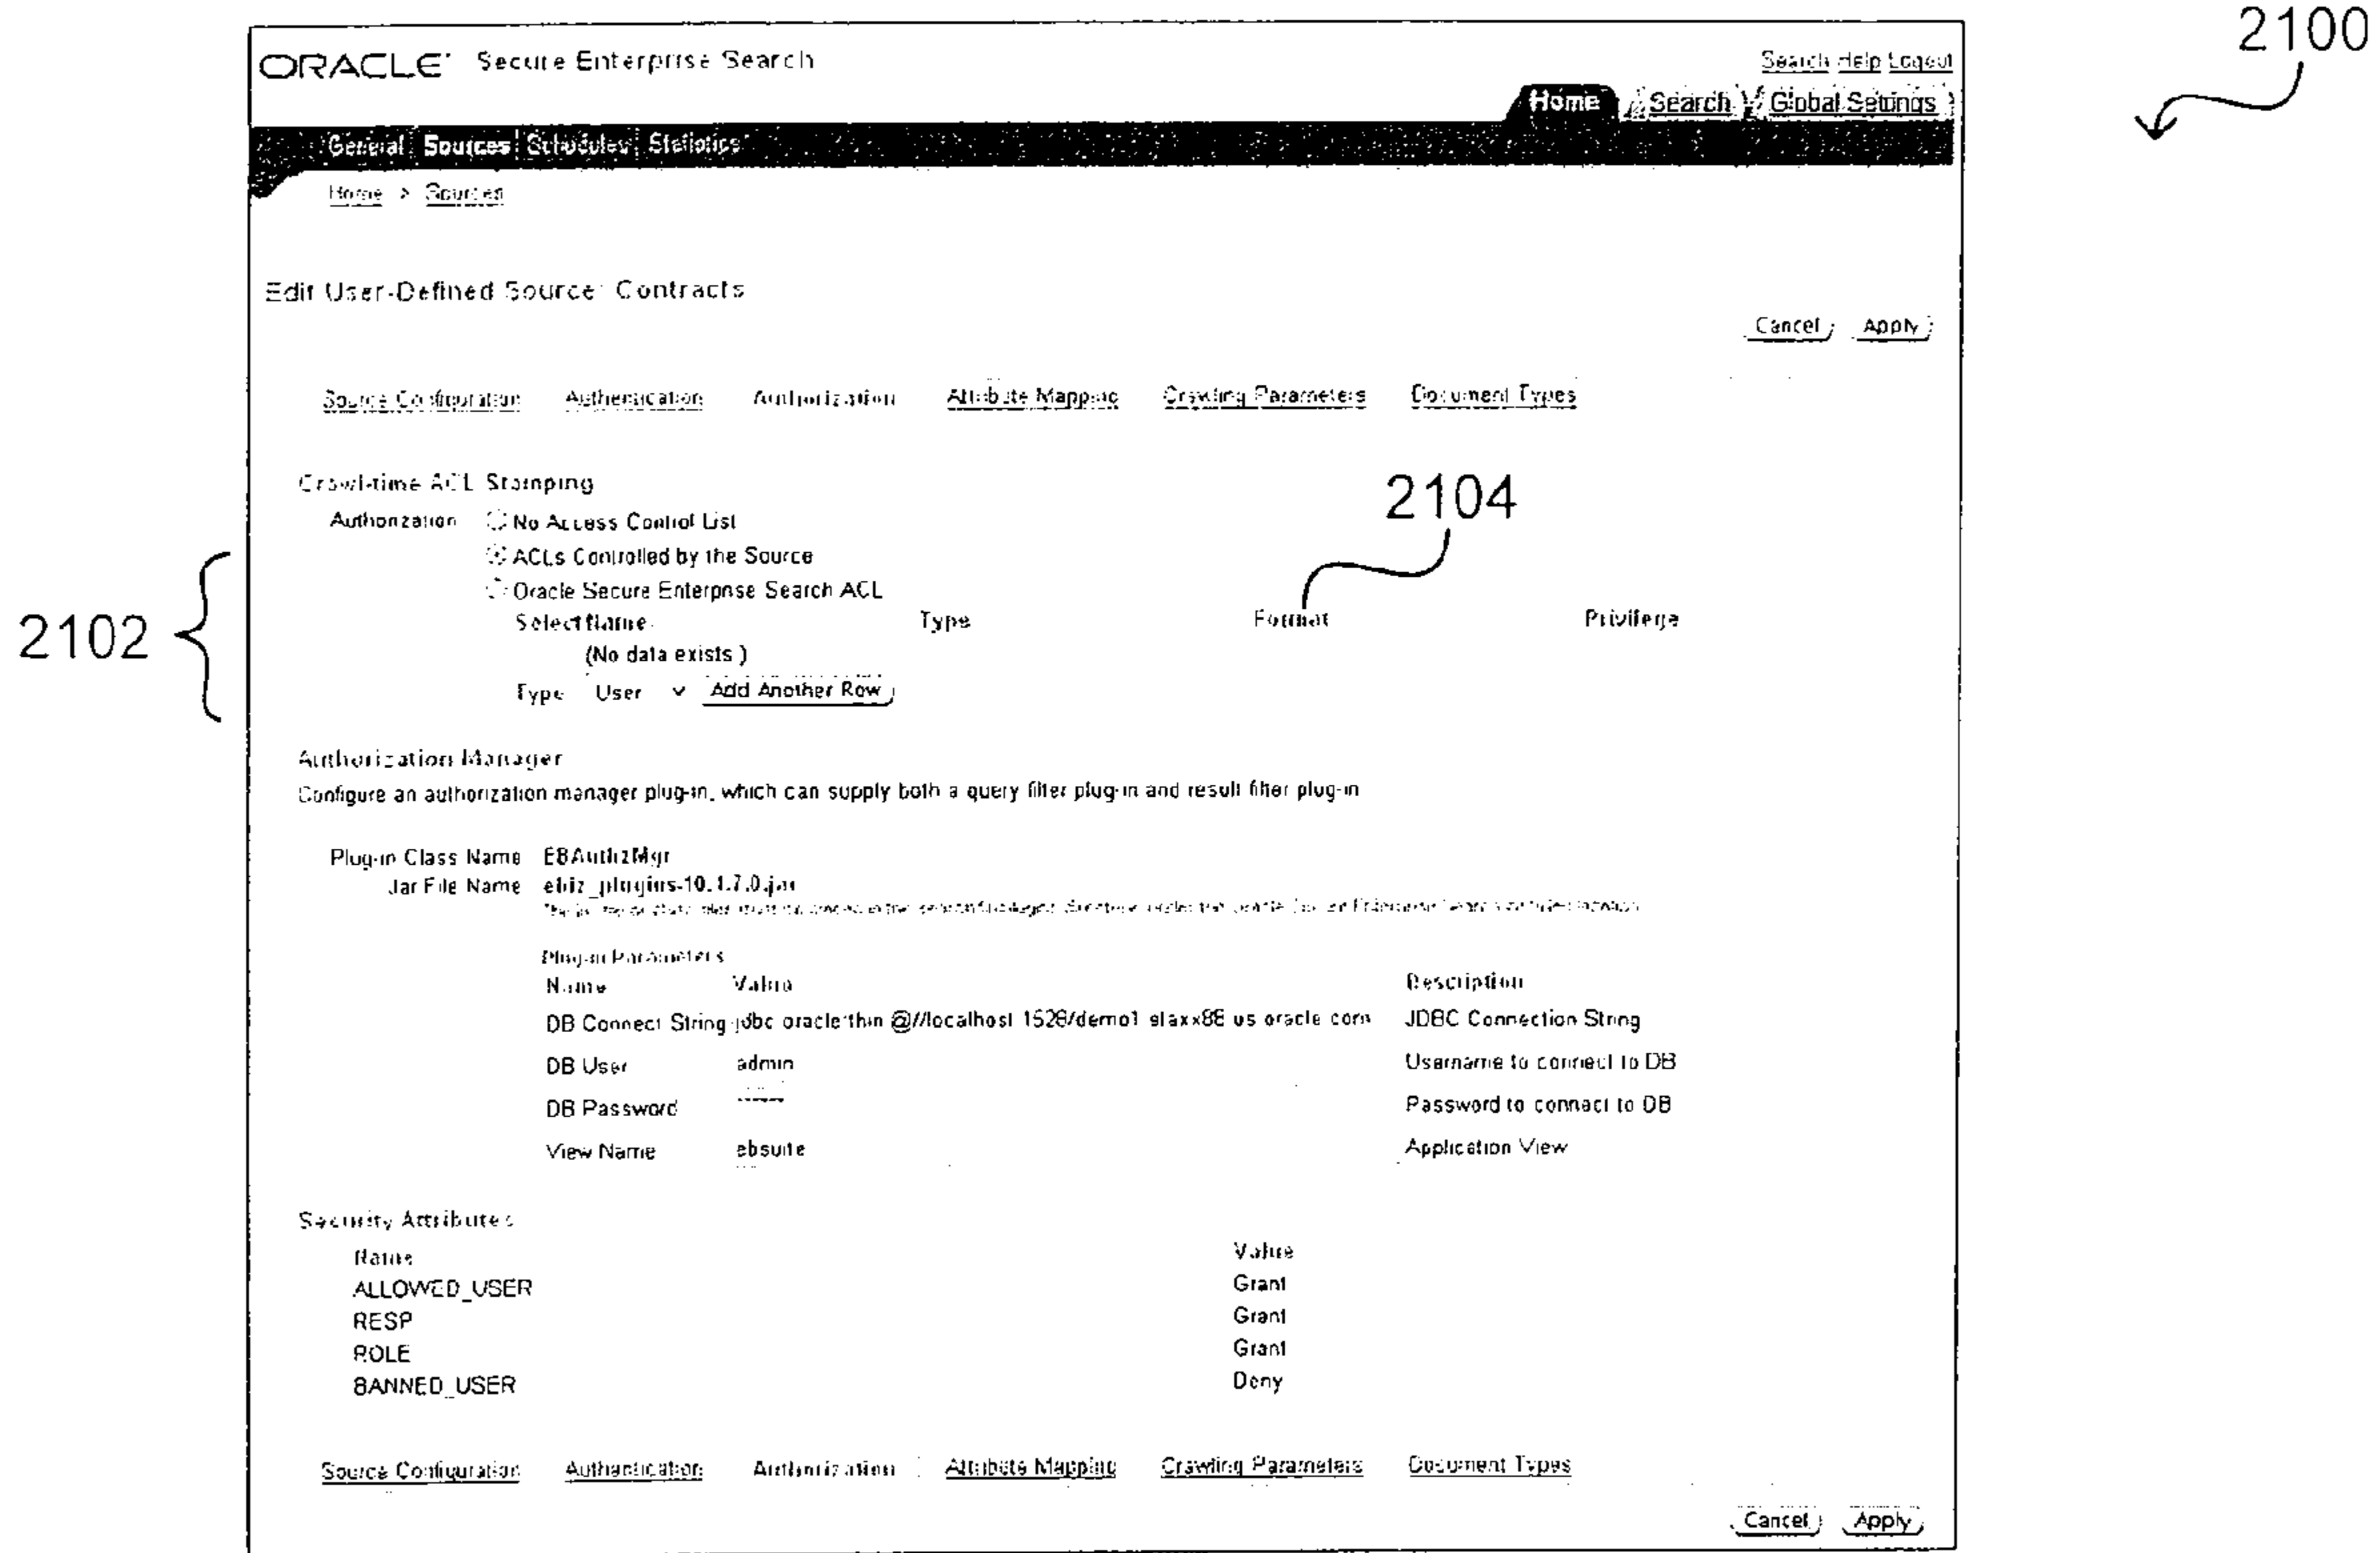 2100
ORACLE Secure Enterprise Search
Search Help Logout
Home Search Global Settings
General Sources Schedules Statistics
Home > Sources
Edit User-Defined Source: Contracts
Cancel Apply
Source Configuration Authentication Authorization Attribute Mapping Crawling Parameters Document Types
Crawl-time ACL Stamping
2104
Authorization No Access Control List
ACLs Controlled by the Source
Oracle Secure Enterprise Search ACL
2102
Select Name Type Format Privilege
(No data exists )
Type User Add Another Row
Authorization Manager
Configure an authorization manager plug-in, which can supply both a query filter plug-in and result filter plug-in
Plug-in Class Name EBAuthzMgr
Jar File Name ebiz_plugins-10.1.7.0.jar
Plug-in Parameters
Name Value Description
DB Connect String jdbc oracle:thin @//localhost 1528/demo1 us oracle com JDBC Connection String
DB User admin Username to connect to DB
DB Password Password to connect to DB
View Name ebsuite Application View
Security Attributes
Name Value
ALLOWED_USER Grant
RESP Grant
ROLE Grant
BANNED_USER Deny
Source Configuration Authentication Authorization Attribute Mapping Crawling Parameters Document Types
Cancel Apply